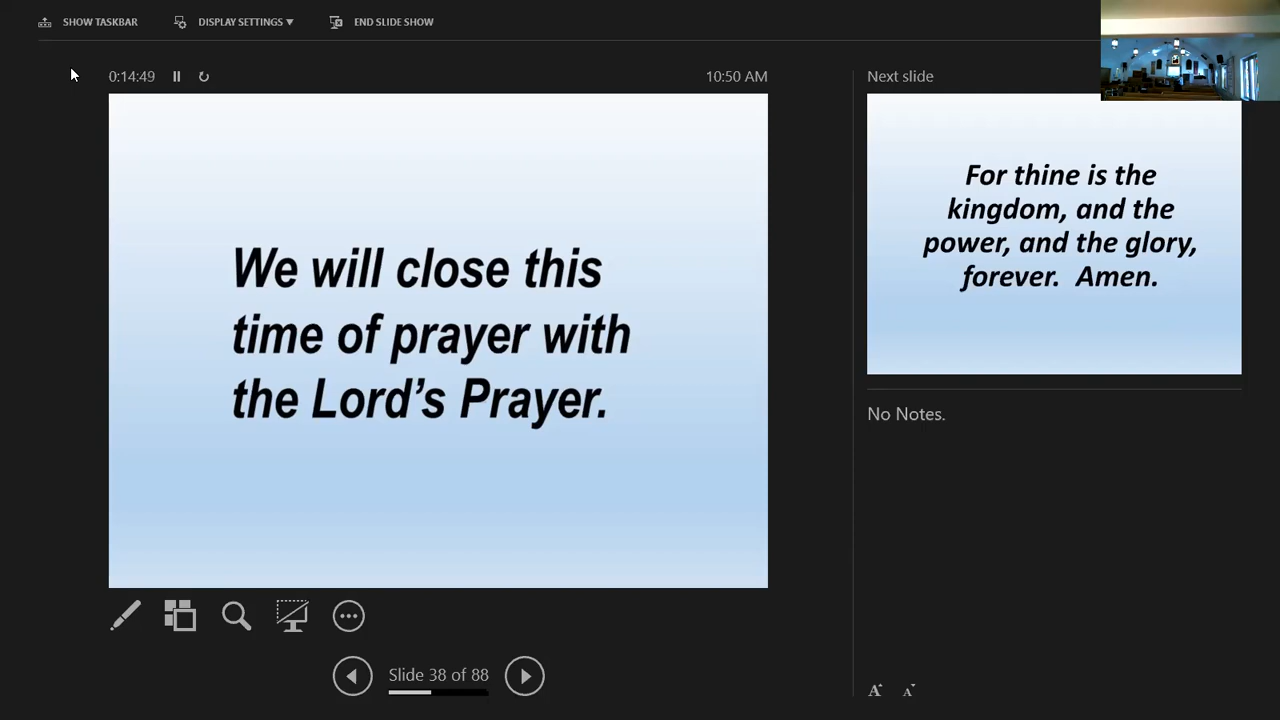 SHOW TASKBAR
DISPLAY SETTINGS ▼
END SLIDE SHOW
0:14:49
10:50 AM
We will close this
time of prayer with
the Lord's Prayer.
Slide 38 of 88
Next slide
For thine is the
kingdom, and the
power, and the glory,
forever.  Amen.
No Notes.
A
A